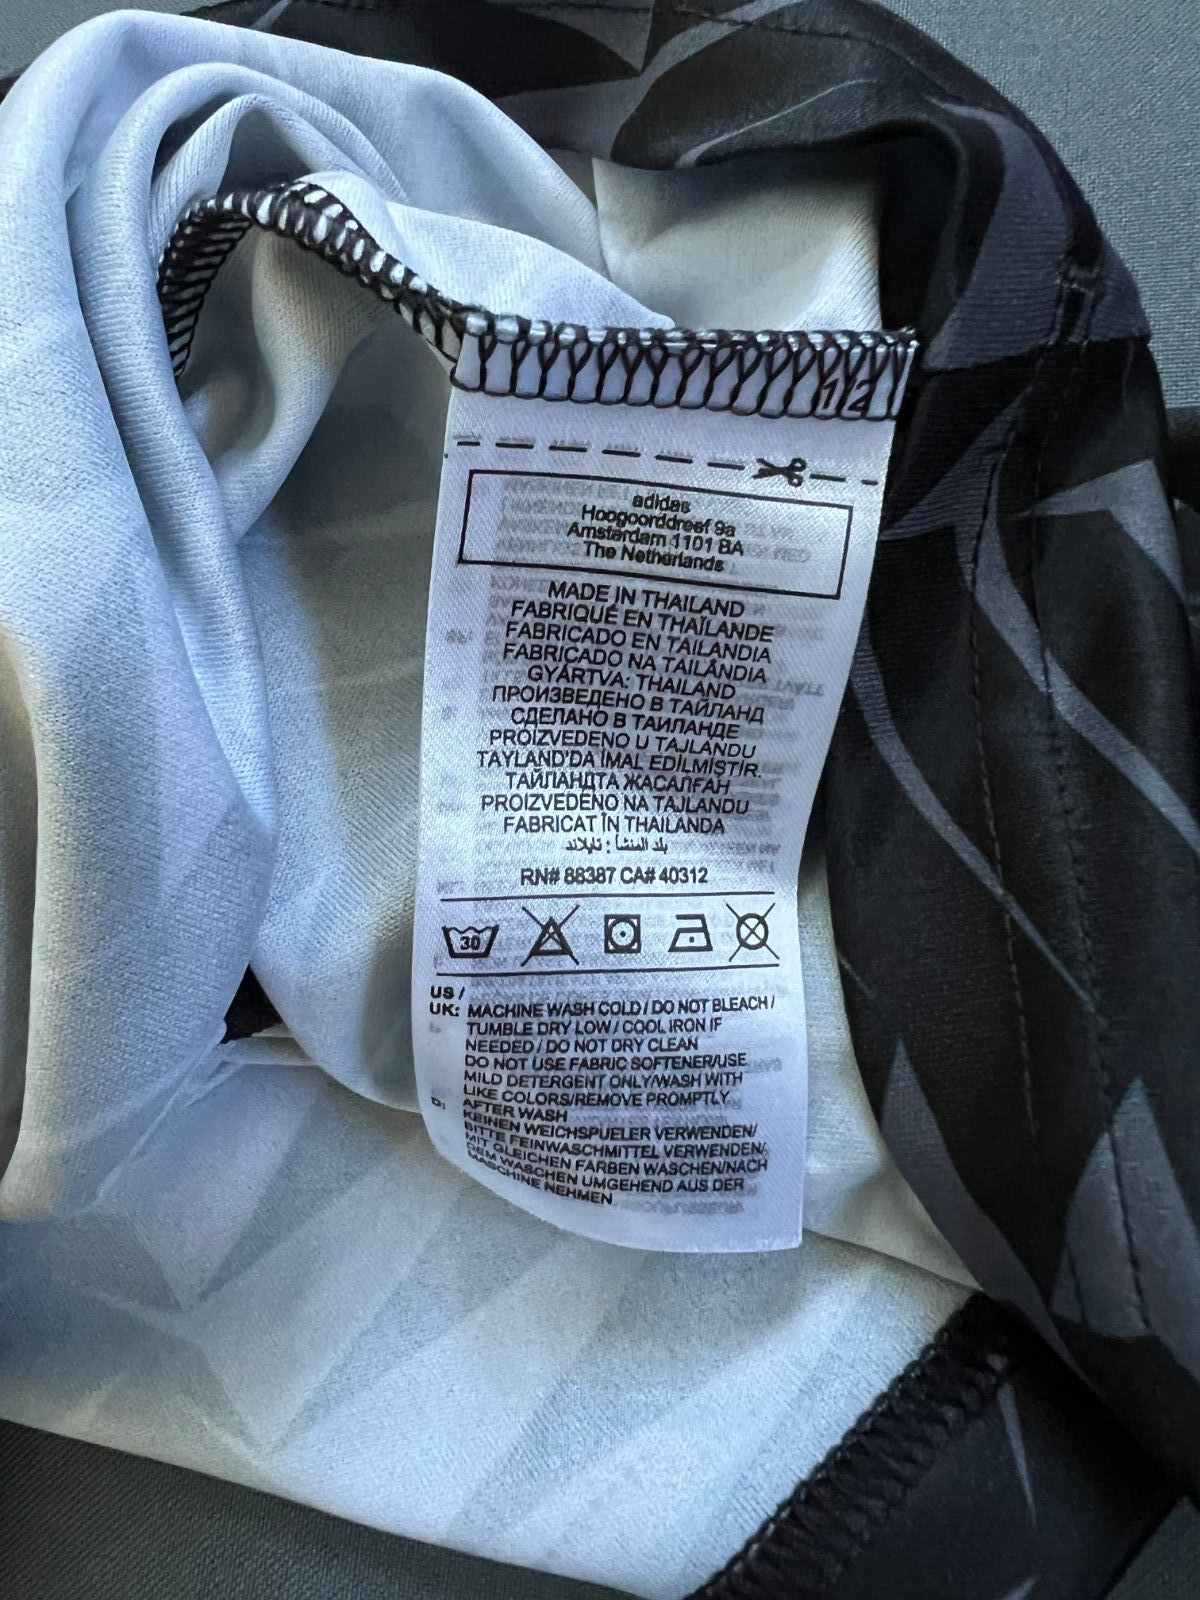 12
adidas
Hoogoorddreef 9a
Amsterdam 1101 BA
The Netherlands
MADE IN THAILAND
FABRIQUÉ EN THAÏLANDE
FABRICADO EN TAILANDIA
FABRICADO NA TAILÂNDIA
GYÁRTVA: THAILAND
ПРОИЗВЕДЕНО В ТАЙЛАНД
СДЕЛАНО В ТАИЛАНДЕ
PROIZVEDENO U TAJLANDU
TAYLAND'DA İMAL EDİLMİŞTİR.
ТАЙЛАНДТА ЖАСАЛҒАН
PROIZVEDENO NA TAJLANDU
FABRICAT ÎN THAILANDA
بلد المنشأ : تايلاند
RN# 88387 CA# 40312
30
US /
UK: MACHINE WASH COLD / DO NOT BLEACH /
TUMBLE DRY LOW / COOL IRON IF
NEEDED / DO NOT DRY CLEAN
DO NOT USE FABRIC SOFTENER/USE
MILD DETERGENT ONLY/WASH WITH
LIKE COLORS/REMOVE PROMPTLY
AFTER WASH
D: KEINEN WEICHSPUELER VERWENDEN/
BITTE FEINWASCHMITTEL VERWENDEN/
MIT GLEICHEN FARBEN WASCHEN/NACH
DEM WASCHEN UMGEHEND AUS DER
MASCHINE NEHMEN